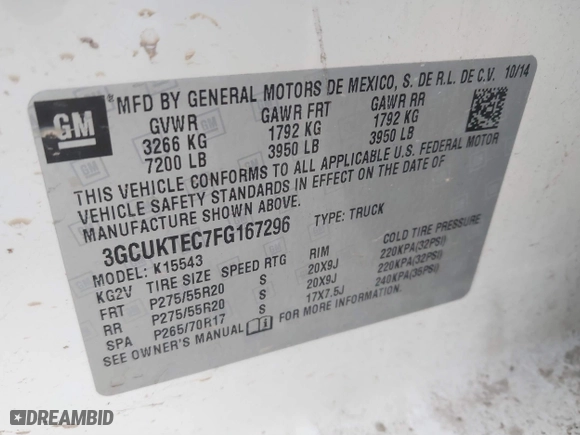 GM
MFD BY GENERAL MOTORS DE MEXICO, S. DE R.L. DE C.V. 10/14
GVWR GAWR FRT GAWR RR
3266 KG 1792 KG 1792 KG
7200 LB 3950 LB 3950 LB
THIS VEHICLE CONFORMS TO ALL APPLICABLE U.S. FEDERAL MOTOR
VEHICLE SAFETY STANDARDS IN EFFECT ON THE DATE OF
MANUFACTURE SHOWN ABOVE.
3GCUKTEC7FG167296 TYPE: TRUCK
MODEL: K15543
KG2V TIRE SIZE SPEED RTG RIM COLD TIRE PRESSURE
FRT P275/55R20 S 20X9J 220KPA(32PSI)
RR P275/55R20 S 20X9J 220KPA(32PSI)
SPA P265/70R17 S 17X7.5J 240KPA(35PSI)
SEE OWNER'S MANUAL FOR MORE INFORMATION.
DREAMBID